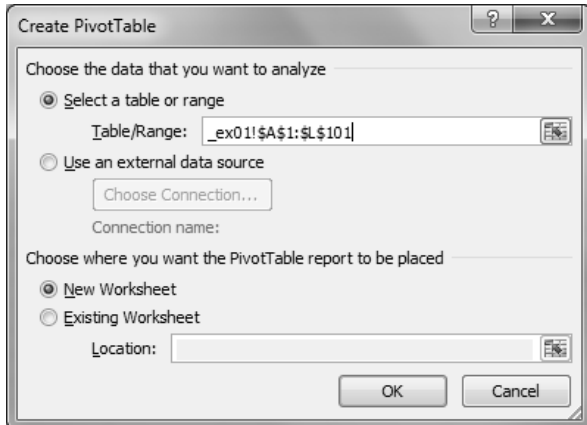 Create PivotTable
Choose the data that you want to analyze
Select a table or range
Table/Range: _ex01!$A$1:$L$101
Use an external data source
Choose Connection...
Connection name:
Choose where you want the PivotTable report to be placed
New Worksheet
Existing Worksheet
Location:
OK Cancel